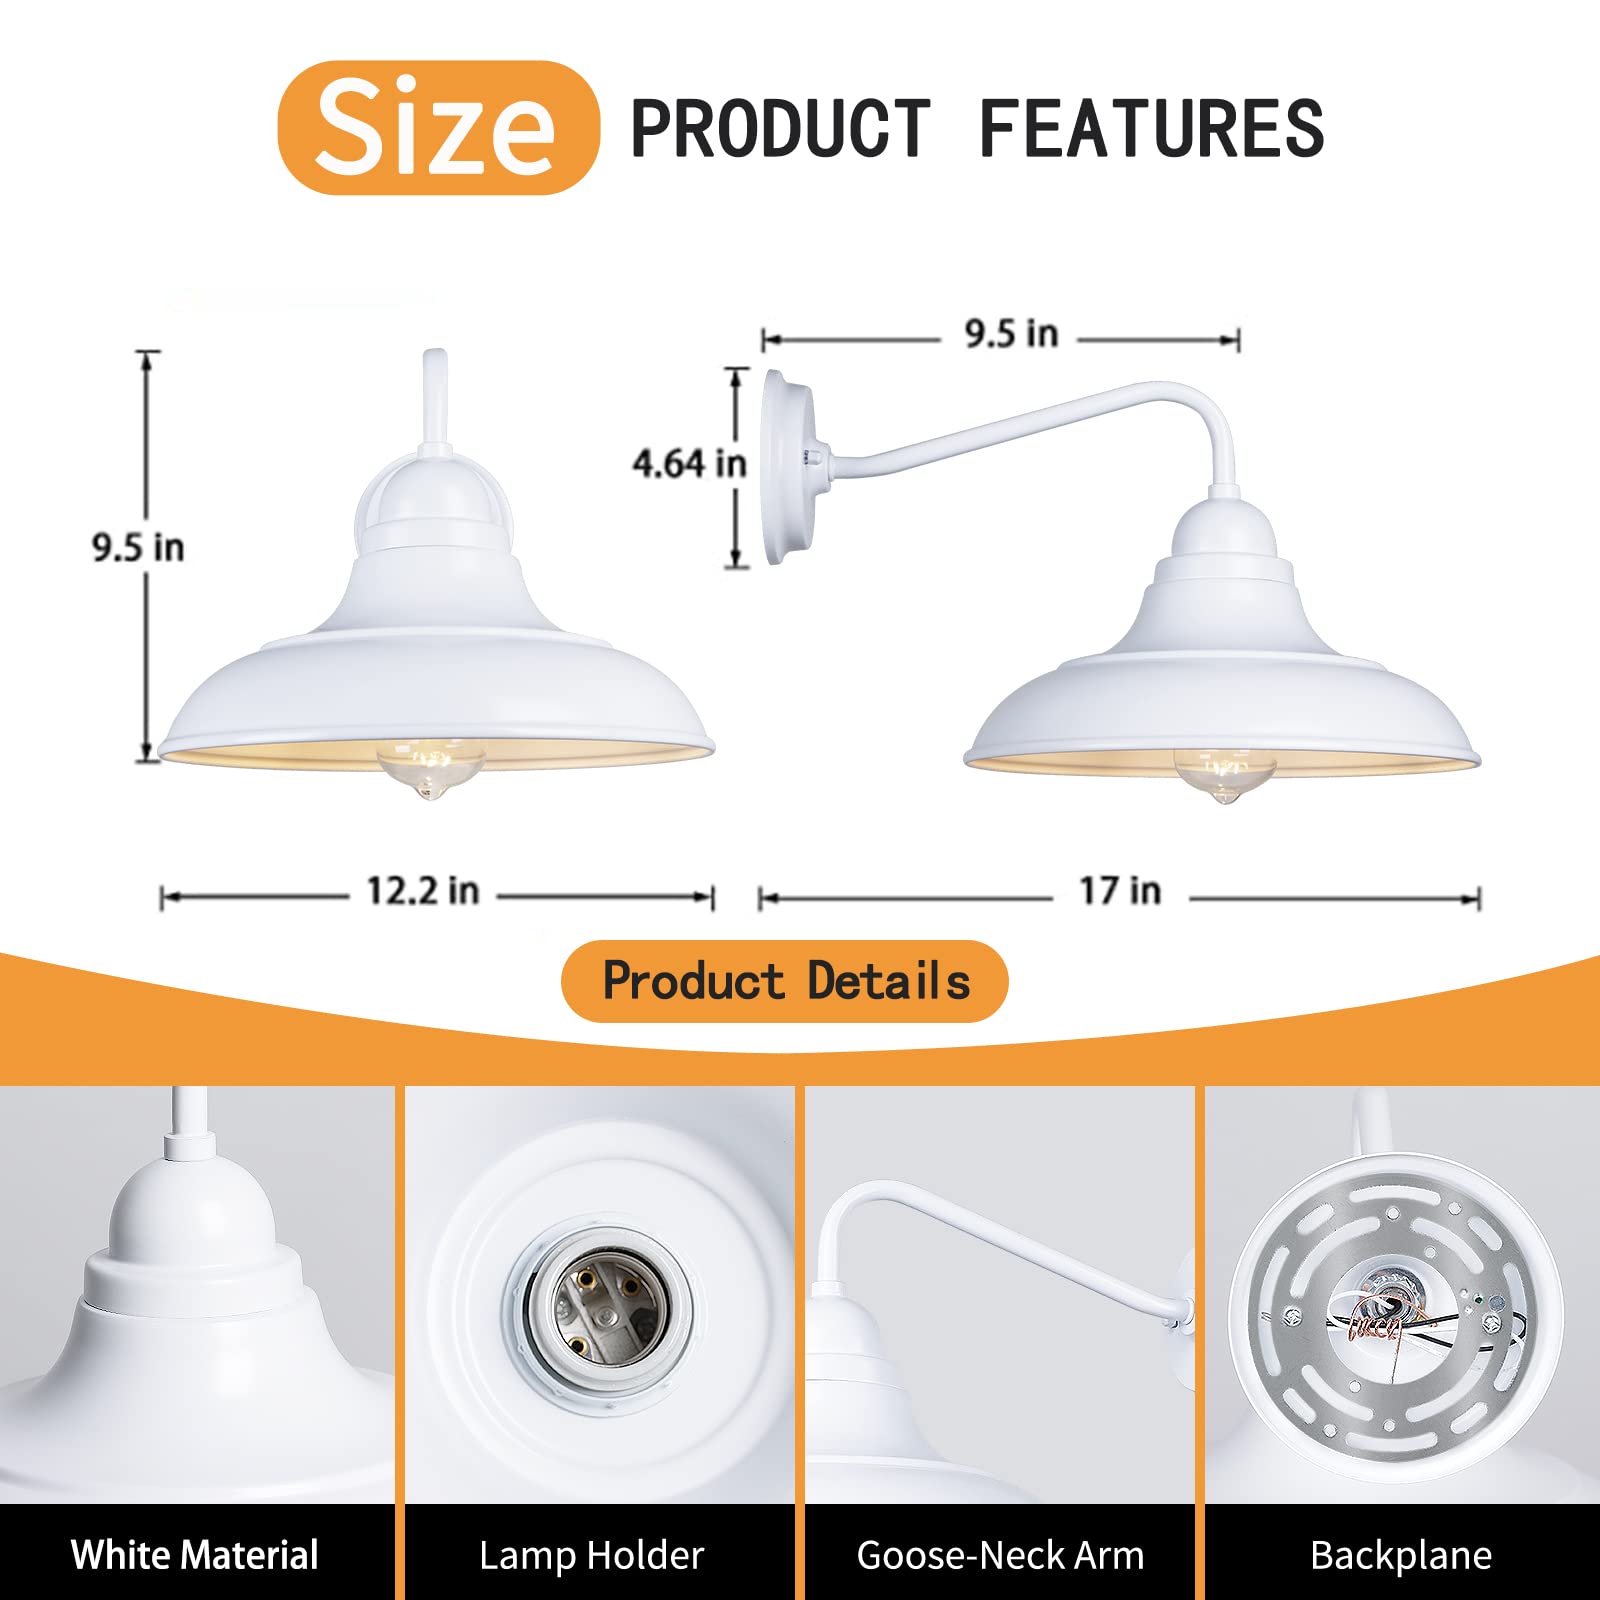 Size PRODUCT FEATURES
9.5 in
9.5 in
4.64 in
12.2 in
17 in
Product Details
White Material
Lamp Holder
Goose-Neck Arm
Backplane